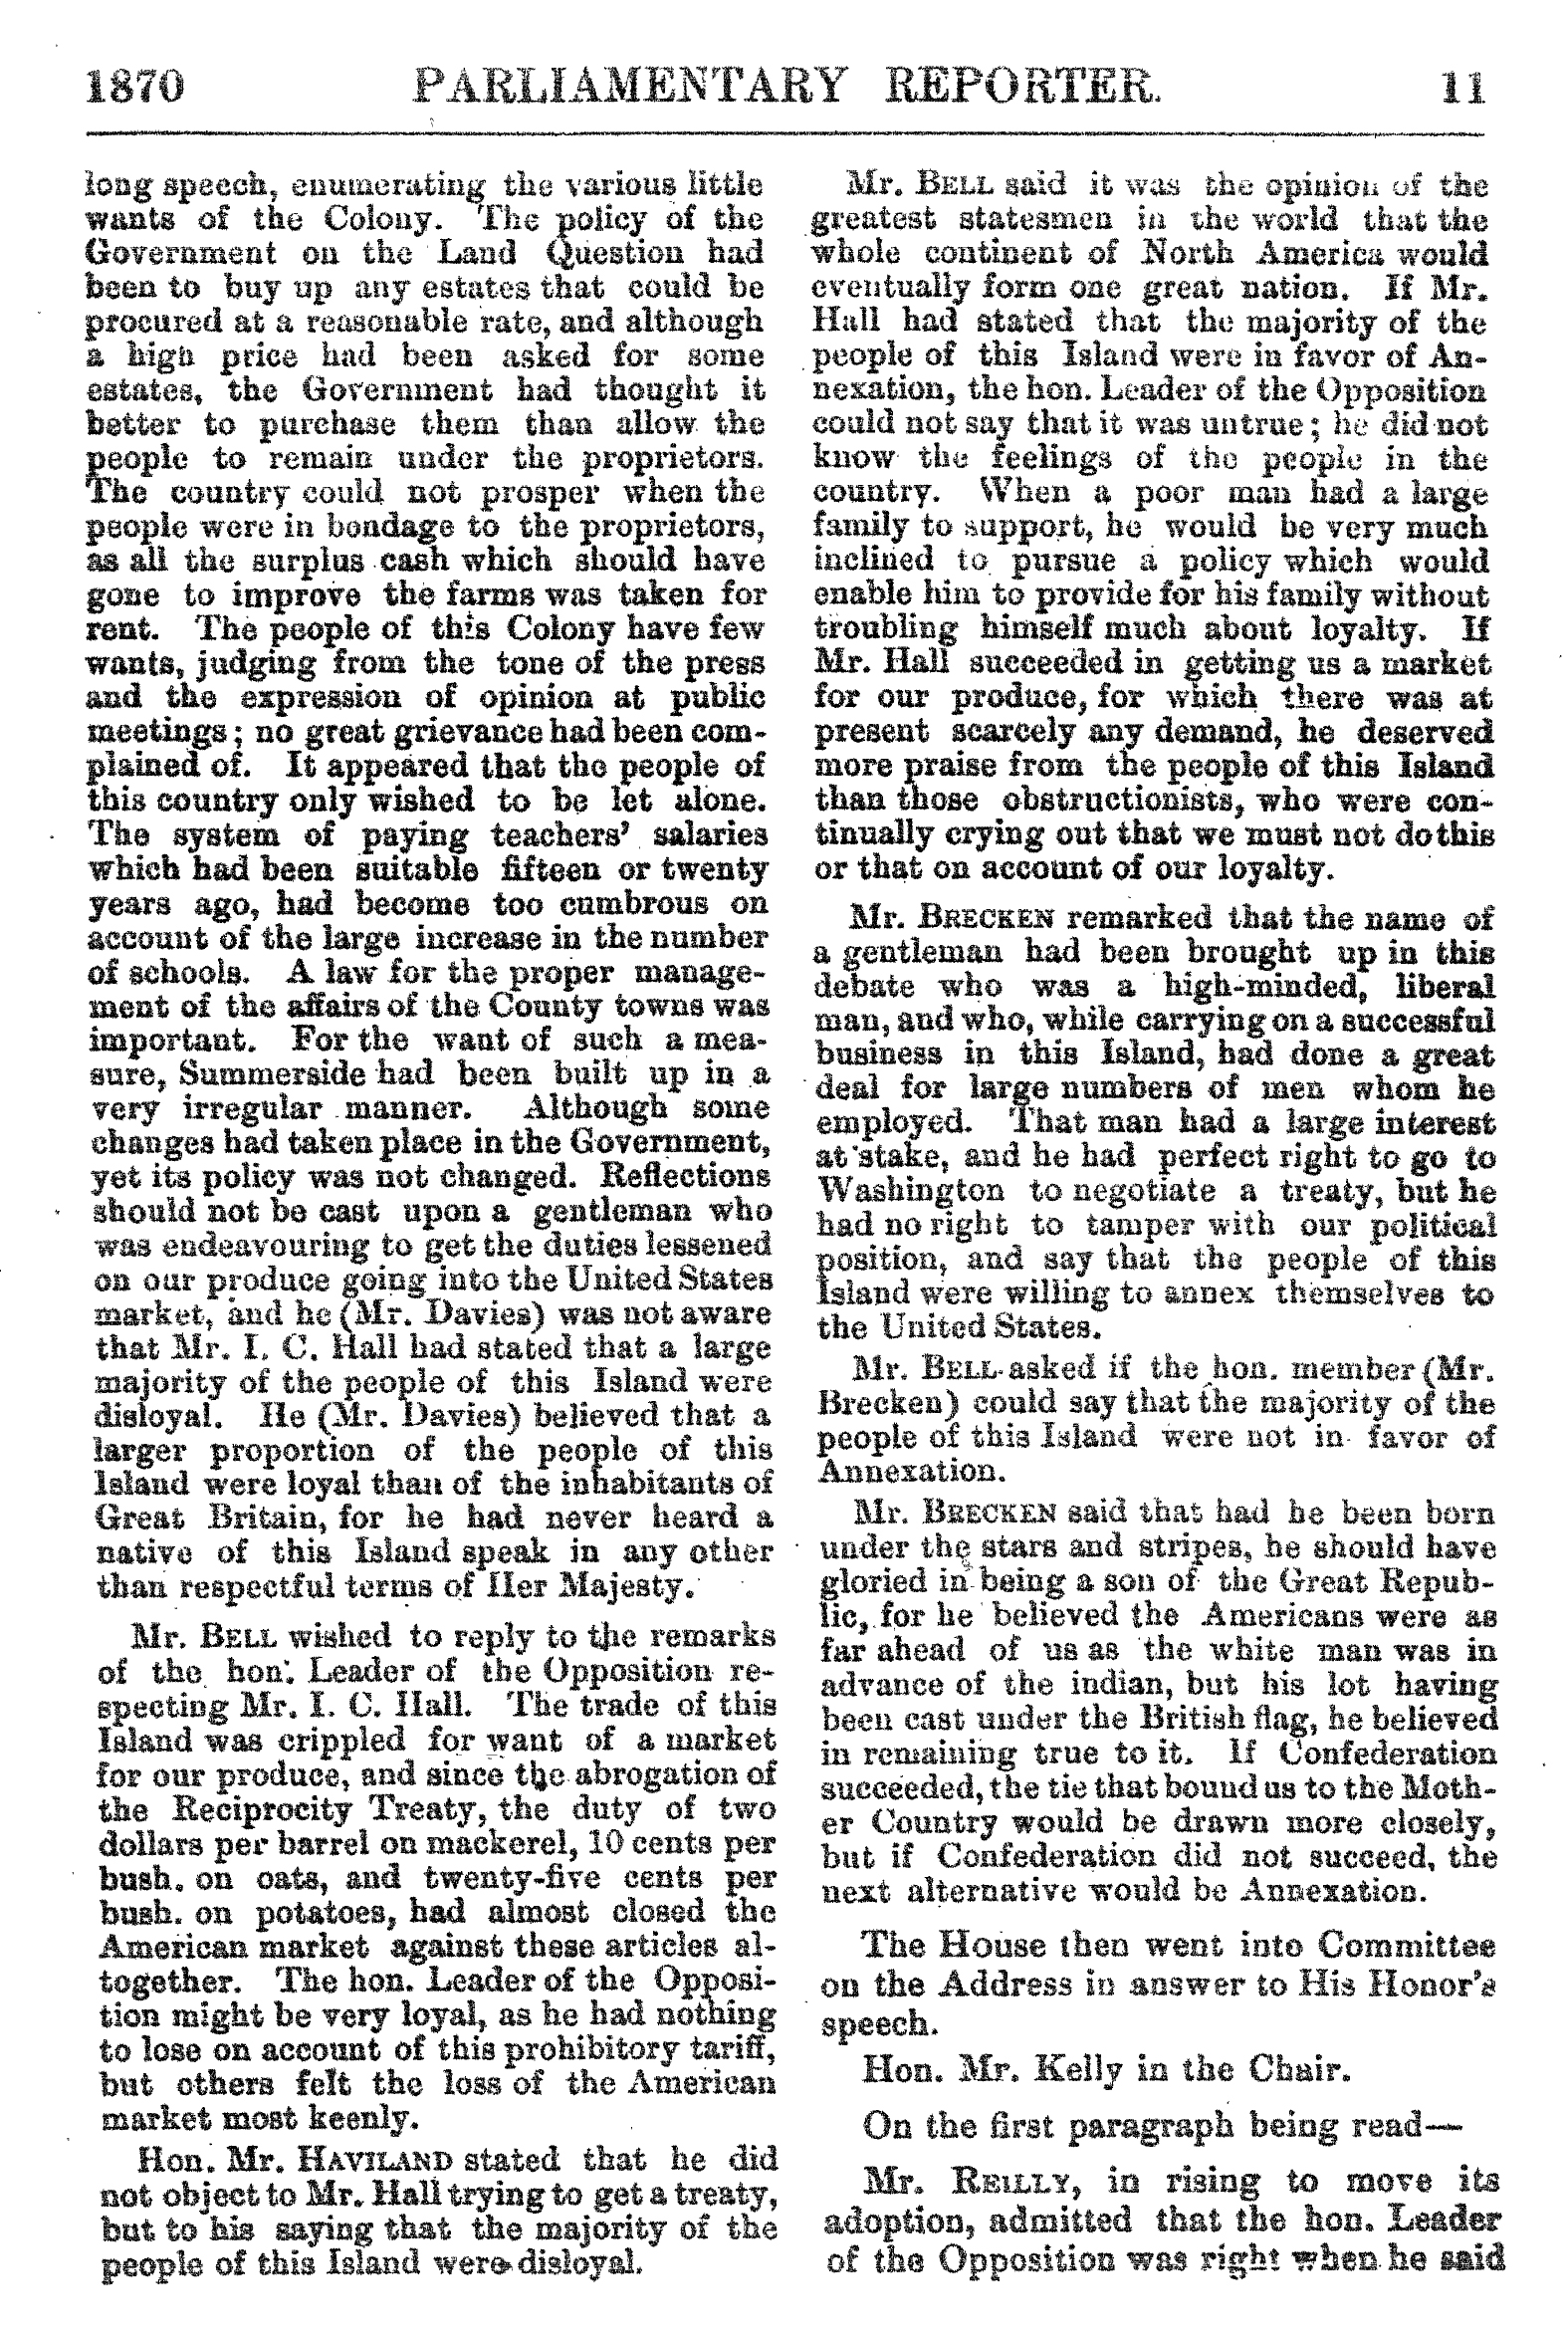 1870 PARLIAMENTARY REPORTER. 11
long speech, enumerating the various little
wants of the Colony. The policy of the
Government on the Land Question had
been to buy up any estates that could be
procured at a reasonable rate, and although
a high price had been asked for some
estates, the Government had thought it
better to purchase them than allow the
people to remain under the proprietors.
The country could not prosper when the
people were in bondage to the proprietors,
as all the surplus cash which should have
gone to improve the farms was taken for
rent. The people of this Colony have few
wants, judging from the tone of the press
and the expression of opinion at public
meetings; no great grievance had been com-
plained of. It appeared that the people of
this country only wished to be let alone.
The system of paying teachers' salaries
which had been suitable fifteen or twenty
years ago, had become too cumbrous on
account of the large increase in the number
of schools. A law for the proper manage-
ment of the affairs of the County towns was
important. For the want of such a mea-
sure, Summerside had been built up in a
very irregular manner. Although some
changes had taken place in the Government,
yet its policy was not changed. Reflections
should not be cast upon a gentleman who
was endeavouring to get the duties lessened
on our produce going into the United States
market, and he (Mr. Davies) was not aware
that Mr. I. C. Hall had stated that a large
majority of the people of this Island were
disloyal. He (Mr. Davies) believed that a
larger proportion of the people of this
Island were loyal than of the inhabitants of
Great Britain, for he had never heard a
native of this Island speak in any other
than respectful terms of Her Majesty.
Mr. BELL wished to reply to the remarks
of the hon. Leader of the Opposition re-
specting Mr. I. C. Hall. The trade of this
Island was crippled for want of a market
for our produce, and since the abrogation of
the Reciprocity Treaty, the duty of two
dollars per barrel on mackerel, 10 cents per
bush. on oats, and twenty-five cents per
bush. on potatoes, had almost closed the
American market against these articles al-
together. The hon. Leader of the Opposi-
tion might be very loyal, as he had nothing
to lose on account of this prohibitory tariff,
but others felt the loss of the American
market most keenly.
Hon. Mr. HAVILAND stated that he did
not object to Mr. Hall trying to get a treaty,
but to his saying that the majority of the
people of this Island were disloyal.
Mr. BELL said it was the opinion of the
greatest statesmen in the world that the
whole continent of North America would
eventually form one great nation. If Mr.
Hall had stated that the majority of the
people of this Island were in favor of An-
nexation, the hon. Leader of the Opposition
could not say that it was untrue; he did not
know the feelings of the people in the
country. When a poor man had a large
family to support, he would be very much
inclined to pursue a policy which would
enable him to provide for his family without
troubling himself much about loyalty. If
Mr. Hall succeeded in getting us a market
for our produce, for which there was at
present scarcely any demand, he deserved
more praise from the people of this Island
than those obstructionists, who were con-
tinually crying out that we must not do this
or that on account of our loyalty.
Mr. BRECKEN remarked that the name of
a gentleman had been brought up in this
debate who was a high-minded, liberal
man, and who, while carrying on a successful
business in this Island, had done a great
deal for large numbers of men whom he
employed. That man had a large interest
at stake, and he had perfect right to go to
Washington to negotiate a treaty, but he
had no right to tamper with our political
position, and say that the people of this
Island were willing to annex themselves to
the United States.
Mr. BELL asked if the hon. member (Mr.
Brecken) could say that the majority of the
people of this Island were not in favor of
Annexation.
Mr. BRECKEN said that had he been born
under the stars and stripes, he should have
gloried in being a son of the Great Repub-
lic, for he believed the Americans were as
far ahead of us as the white man was in
advance of the indian, but his lot having
been cast under the British flag, he believed
in remaining true to it. If Confederation
succeeded, the tie that bound us to the Moth-
er Country would be drawn more closely,
but if Confederation did not succeed, the
next alternative would be Annexation.
The House then went into Committee
on the Address in answer to His Honor's
speech.
Hon. Mr. Kelly in the Chair.
On the first paragraph being read—
Mr. REILLY, in rising to move its
adoption, admitted that the hon. Leader
of the Opposition was right when he said